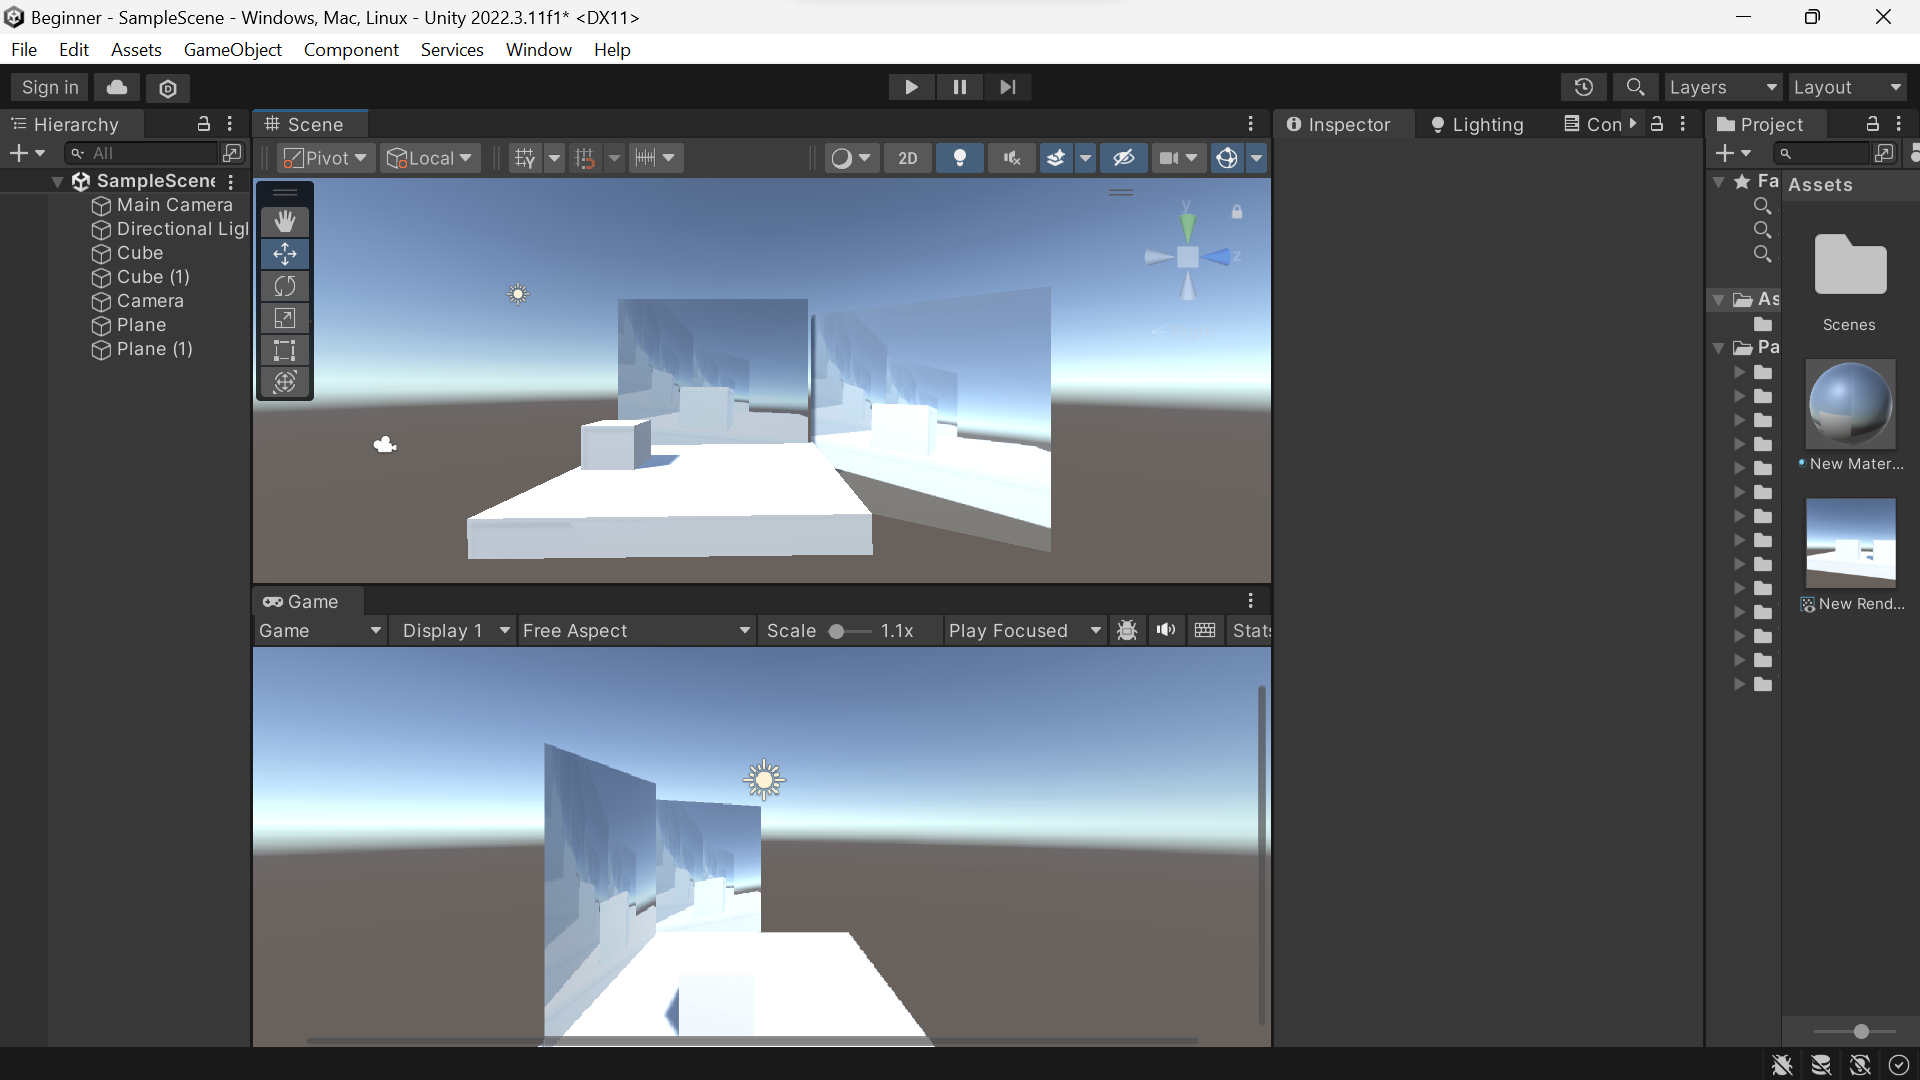 Beginner - SampleScene - Windows, Mac, Linux - Unity 2022.3.11f1* <DX11>
File Edit Assets GameObject Component Services Window Help
Sign in Layers Layout
Hierarchy Scene Inspector Lighting Con Project
All Pivot Local 2D
SampleScene
Main Camera
Directional Ligl
Cube
Cube (1)
Camera
Plane
Plane (1)
y
z
Fa
As
Pa
Assets
Scenes
New Mater...
New Rend...
Game
Game Display 1 Free Aspect Scale 1.1x Play Focused Stats